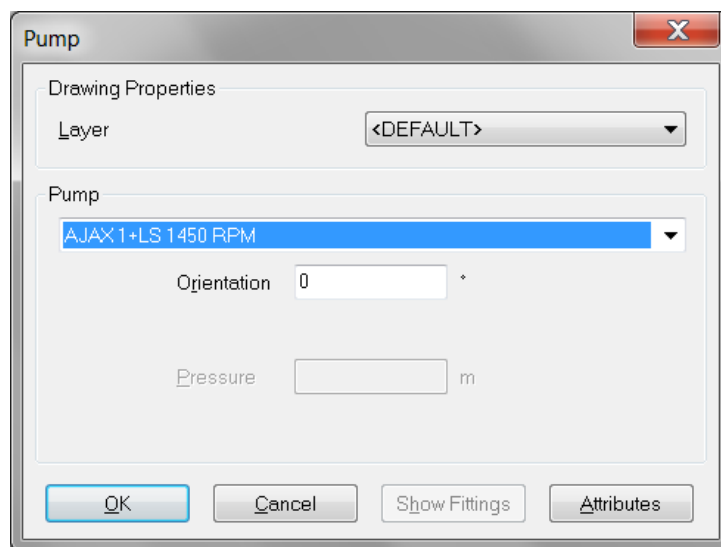 Pump
Drawing Properties
Layer <DEFAULT>
Pump
AJAX 1+LS 1450 RPM
Orientation 0 °
Pressure m
OK Cancel Show Fittings Attributes